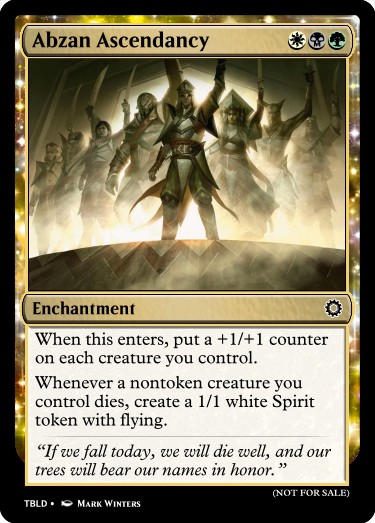 Abzan Ascendancy
Enchantment
When this enters, put a +1/+1 counter
on each creature you control.
Whenever a nontoken creature you
control dies, create a 1/1 white Spirit
token with flying.
“If we fall today, we will die well, and our
trees will bear our names in honor.”
(NOT FOR SALE)
TBLD • Mark Winters